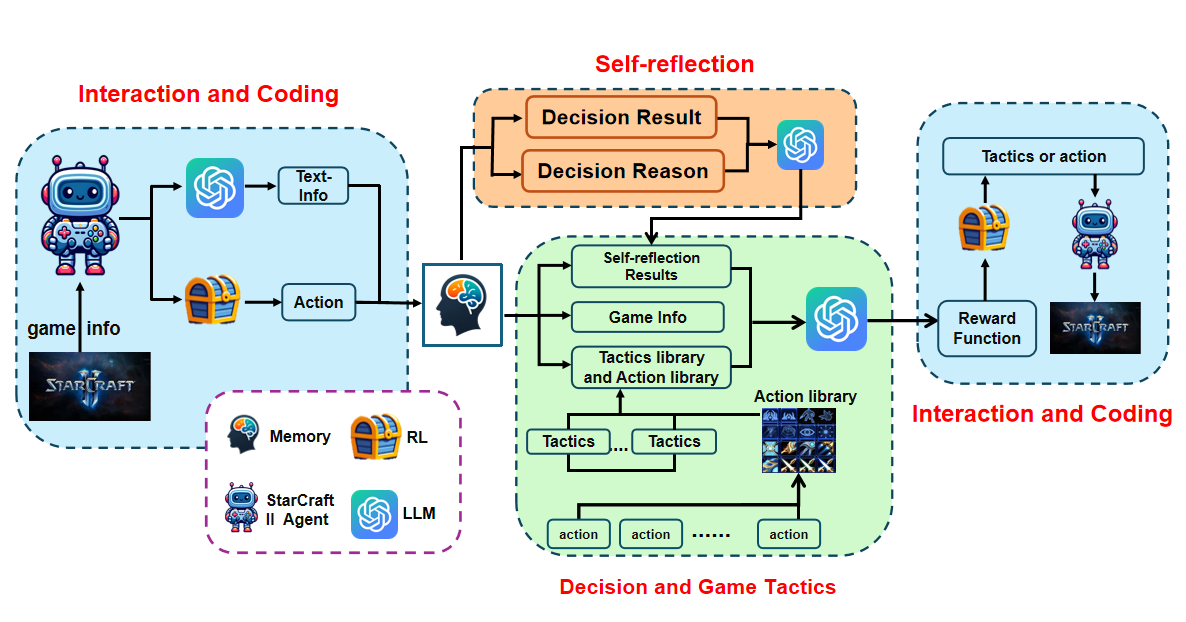 Self-reflection
Interaction and Coding
Decision Result
Decision Reason
Text-
Info
Action
game info
STARCRAFT
II
Self-reflection
Results
Game Info
Tactics library
and Action library
Tactics
....
Tactics
Action library
action
action
......
action
Decision and Game Tactics
Tactics or action
Reward
Function
STARCRAFT
II
Interaction and Coding
Memory
RL
StarCraft
II Agent
LLM